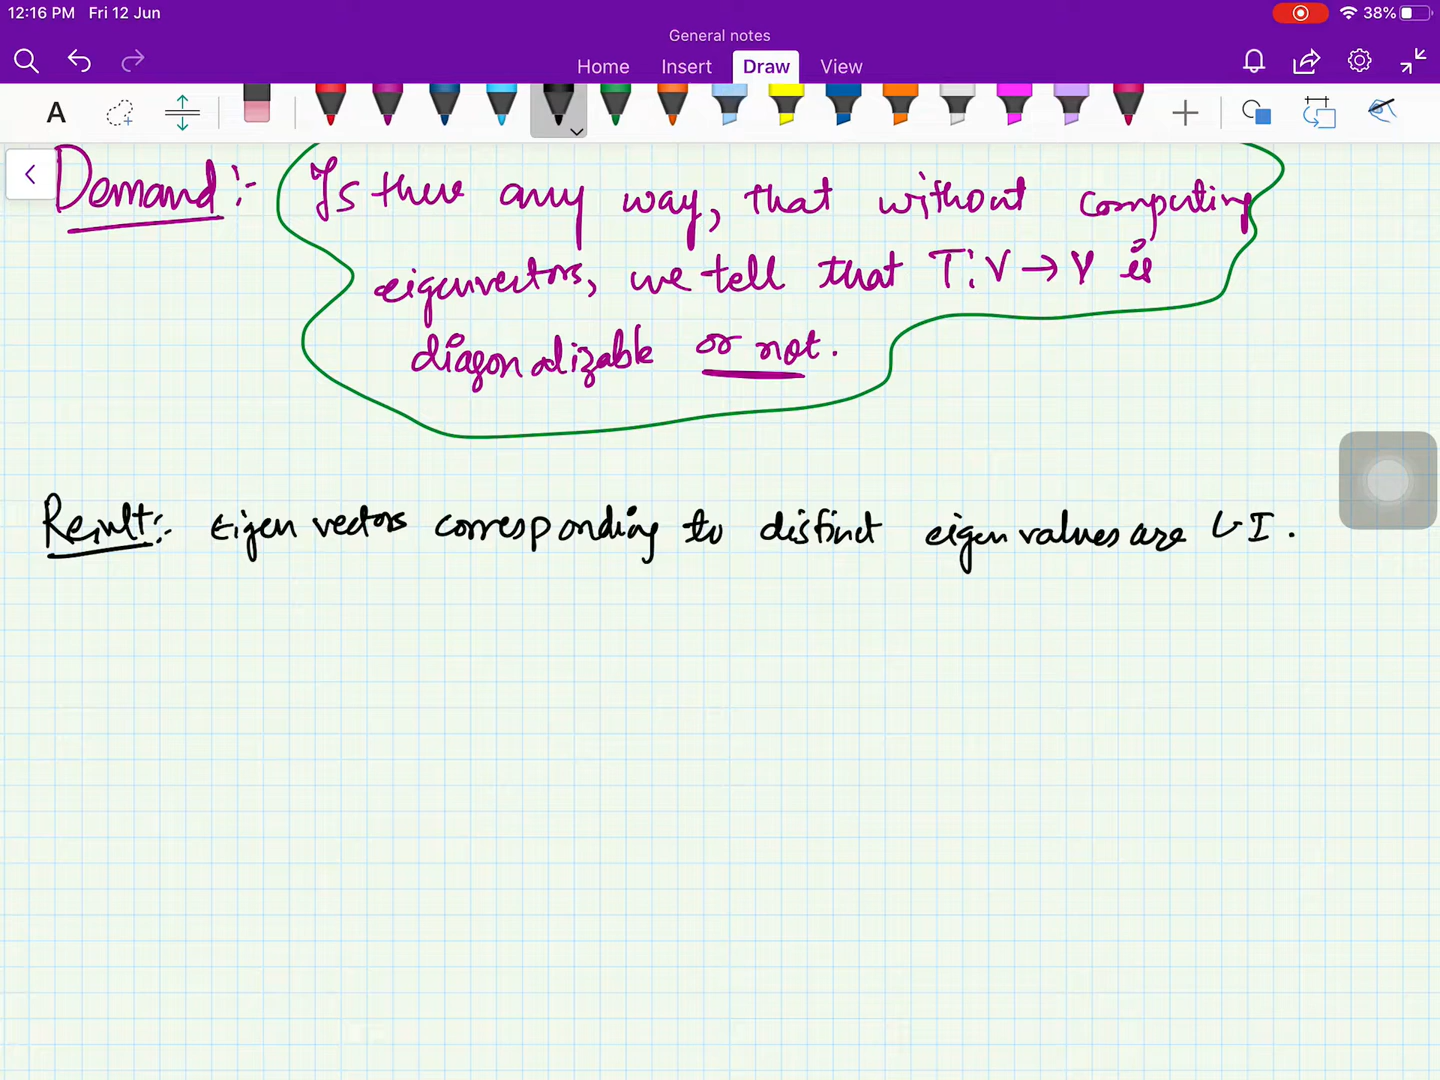 12:16 PM Fri 12 Jun
38%
General notes
Home Insert Draw View
A
Demand :- Is there any way, that without computing
eigenvectors, we tell that T: V → V is
diagonalizable or not.
Result:- Eigen vectors corresponding to distinct eigen values are LI.